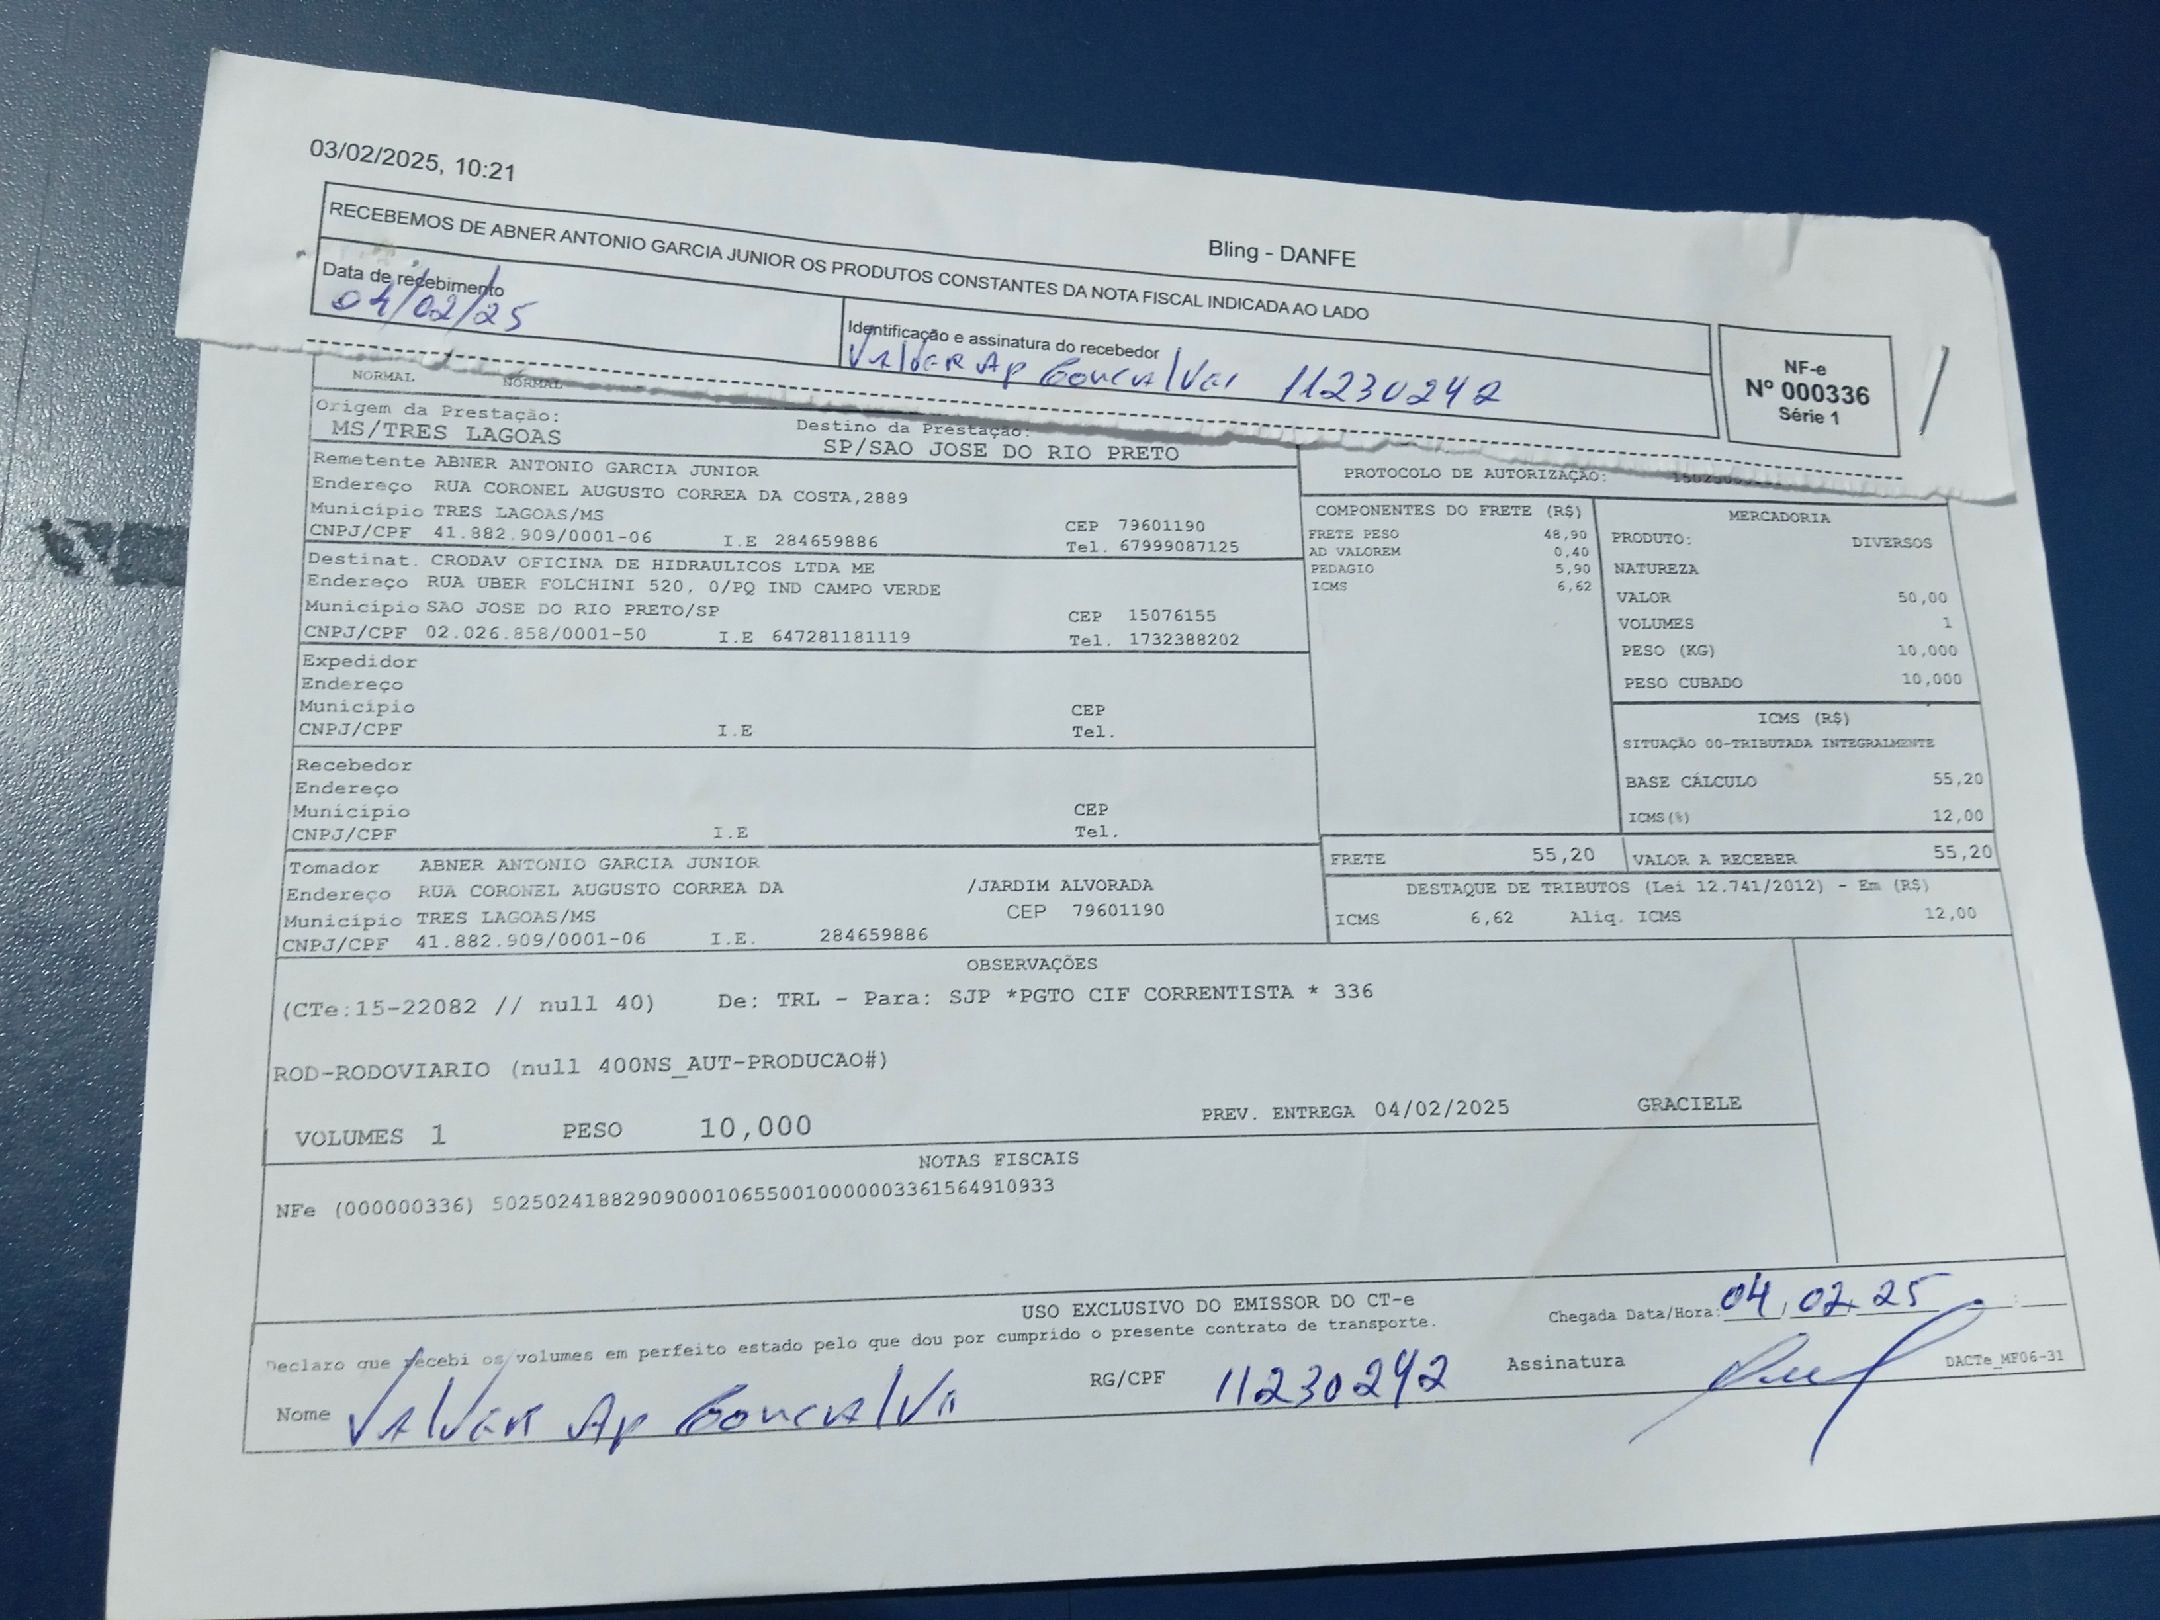 03/02/2025, 10:21
Bling - DANFE
RECEBEMOS DE ABNER ANTONIO GARCIA JUNIOR OS PRODUTOS CONSTANTES DA NOTA FISCAL INDICADA AO LADO
Data de recebimento
04/02/25
Identificação e assinatura do recebedor
VAlDER Ap 11230242
NF-e
Nº 000336
Série 1
NORMAL NORMAL
Origem da Prestação:
MS/TRES LAGOAS
Destino da Prestação:
SP/SAO JOSE DO RIO PRETO
Remetente ABNER ANTONIO GARCIA JUNIOR
Endereço RUA CORONEL AUGUSTO CORREA DA COSTA,2889
Município TRES LAGOAS/MS CEP 79601190
CNPJ/CPF 41.882.909/0001-06 I.E 284659886 Tel. 67999087125
Destinat. CRODAV OFICINA DE HIDRAULICOS LTDA ME
Endereço RUA UBER FOLCHINI 520, 0/PQ IND CAMPO VERDE
Município SAO JOSE DO RIO PRETO/SP CEP 15076155
CNPJ/CPF 02.026.858/0001-50 I.E 647281181119 Tel. 1732388202
Expedidor
Endereço
Município CEP
CNPJ/CPF I.E Tel.
Recebedor
Endereço
Município CEP
CNPJ/CPF I.E Tel.
Tomador ABNER ANTONIO GARCIA JUNIOR
Endereço RUA CORONEL AUGUSTO CORREA DA /JARDIM ALVORADA
Município TRES LAGOAS/MS CEP 79601190
CNPJ/CPF 41.882.909/0001-06 I.E. 284659886
PROTOCOLO DE AUTORIZAÇÃO:
COMPONENTES DO FRETE (R$)
FRETE PESO 48,90
AD VALOREM 0,40
PEDAGIO 5,90
ICMS 6,62
MERCADORIA
PRODUTO: DIVERSOS
NATUREZA
VALOR 50,00
VOLUMES 1
PESO (KG) 10,000
PESO CUBADO 10,000
ICMS (R$)
SITUAÇÃO 00-TRIBUTADA INTEGRALMENTE
BASE CÁLCULO 55,20
ICMS(%) 12,00
FRETE 55,20 VALOR A RECEBER 55,20
DESTAQUE DE TRIBUTOS (Lei 12.741/2012) - Em (R$)
ICMS 6,62 Aliq. ICMS 12,00
OBSERVAÇÕES
(CTe:15-22082 // null 40) De: TRL - Para: SJP *PGTO CIF CORRENTISTA * 336
ROD-RODOVIARIO (null 400NS_AUT-PRODUCAO#)
VOLUMES 1 PESO 10,000 PREV. ENTREGA 04/02/2025 GRACIELE
NOTAS FISCAIS
NFe (000000336) 50250241882909000106550010000003361564910933
USO EXCLUSIVO DO EMISSOR DO CT-e
Chegada Data/Hora: 04/02/25 :
Declaro que recebi os volumes em perfeito estado pelo que dou por cumprido o presente contrato de transporte.
Nome VAlDER Ap RG/CPF 11230242 Assinatura
DACTe_MF06-31